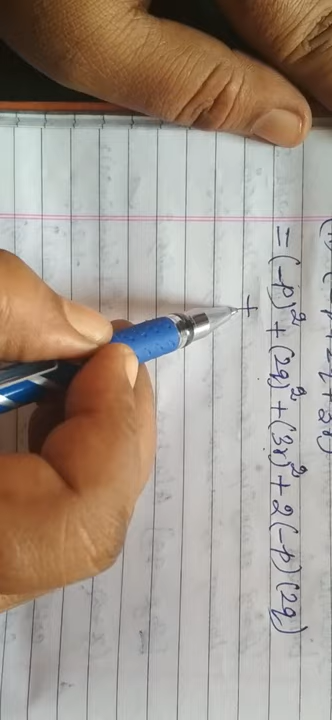 = (-p)² + (2q)² + (3r)² + 2(-p)(2q)
+